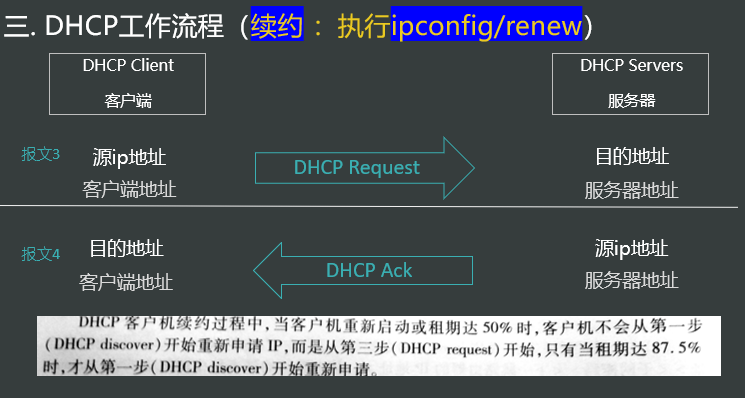 三. DHCP工作流程（续约 ：执行ipconfig/renew）
DHCP Client
客户端
DHCP Servers
服务器
报文3
源ip地址
客户端地址
DHCP Request
目的地址
服务器地址
报文4
目的地址
客户端地址
DHCP Ack
源ip地址
服务器地址
DHCP 客户机续约过程中,当客户机重新启动或租期达 50% 时,客户机不会从第一步
(DHCP discover)开始重新申请 IP,而是从第三步(DHCP request)开始,只有当租期达 87.5%
时,才从第一步(DHCP discover)开始重新申请。